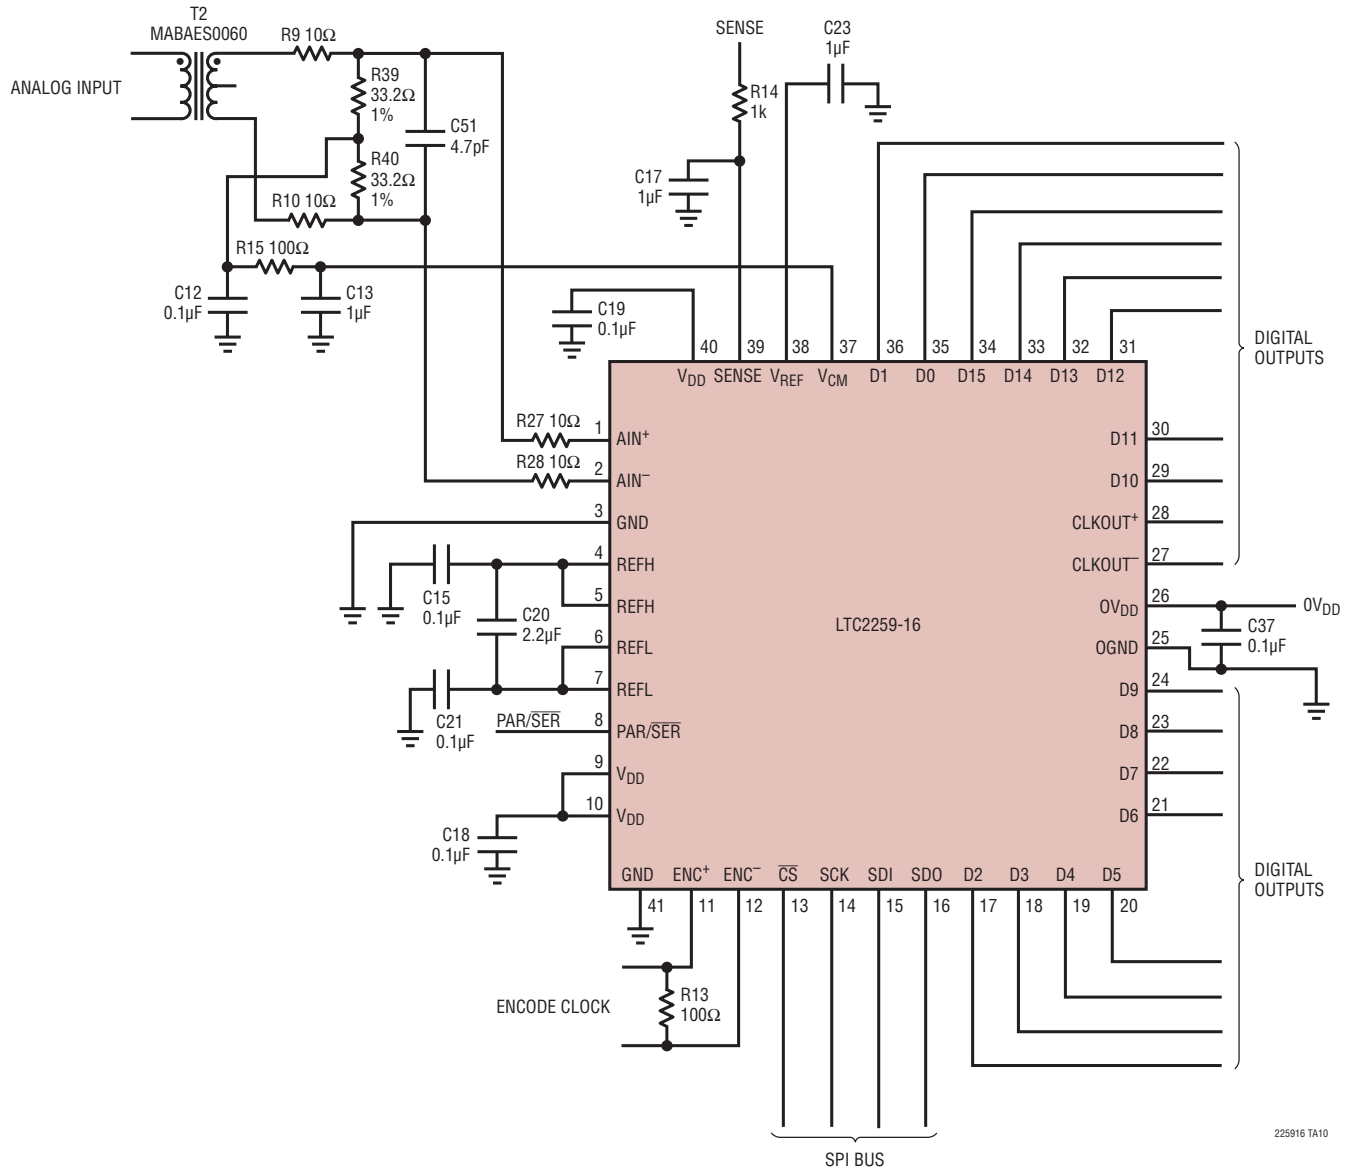 T2
MABAES0060
R9 10Ω
ANALOG INPUT
R39
33.2Ω
1%
C51
4.7pF
R40
33.2Ω
1%
R10 10Ω
R15 100Ω
C12
0.1µF
C13
1µF
SENSE
R14
1k
C23
1µF
C17
1µF
C19
0.1µF
40 39 38 37 36 35 34 33 32 31
VDD SENSE VREF VCM D1 D0 D15 D14 D13 D12
DIGITAL
OUTPUTS
R27 10Ω
1 AIN+
R28 10Ω
2 AIN–
3 GND
4 REFH
5 REFH
6 REFL
7 REFL
8 PAR/SER
9 VDD
10 VDD
C15
0.1µF
C20
2.2µF
C21
0.1µF
PAR/SER
C18
0.1µF
LTC2259-16
D11 30
D10 29
CLKOUT+ 28
CLKOUT– 27
OVDD 26
OGND 25
D9 24
D8 23
D7 22
D6 21
0VDD
C37
0.1µF
GND ENC+ ENC– CS SCK SDI SDO D2 D3 D4 D5
41 11 12 13 14 15 16 17 18 19 20
DIGITAL
OUTPUTS
ENCODE CLOCK
R13
100Ω
SPI BUS
225916 TA10